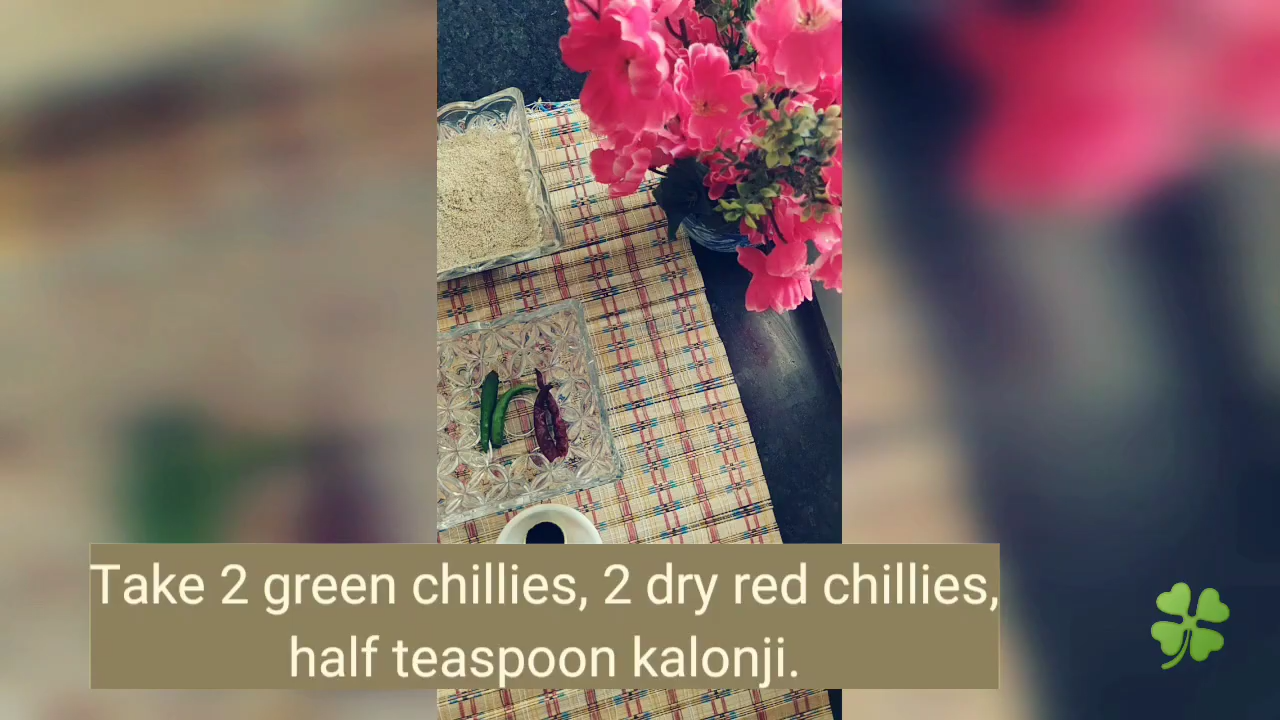 Take 2 green chillies, 2 dry red chillies,
half teaspoon kalonji.